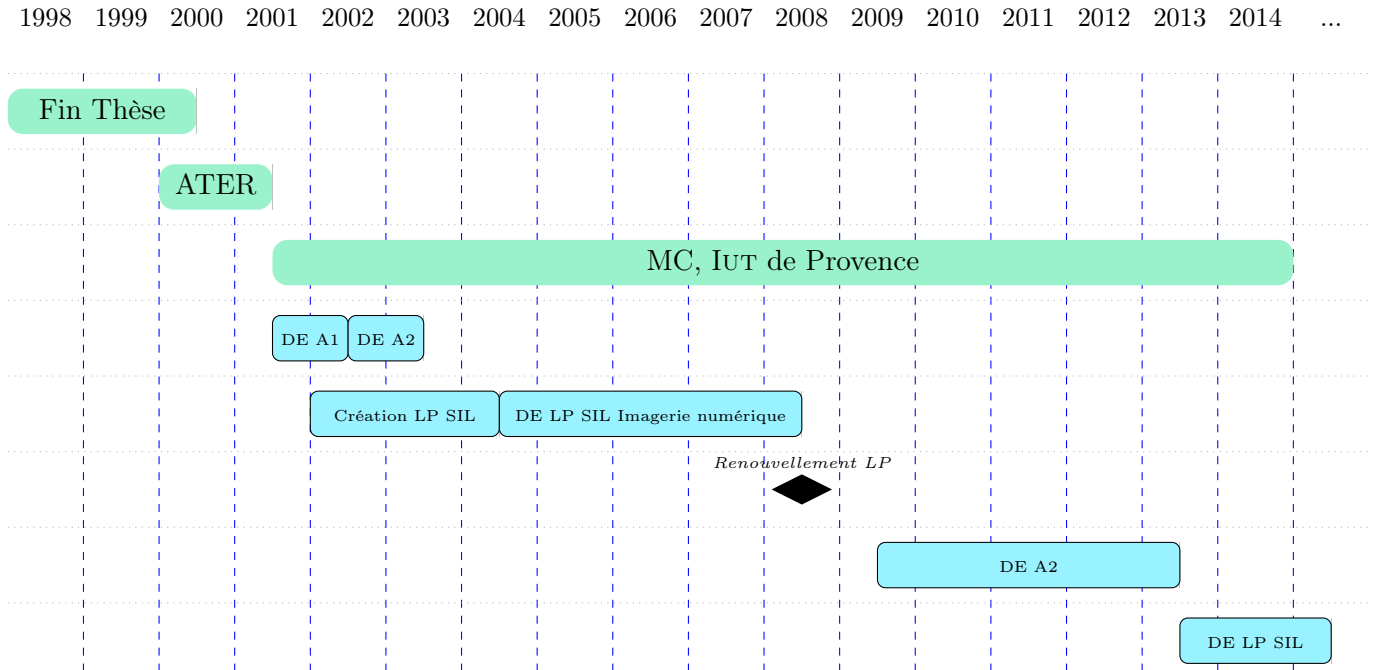 1998 1999 2000 2001 2002 2003 2004 2005 2006 2007 2008 2009 2010 2011 2012 2013 2014 ...
Fin Thèse
ATER
MC, IUT de Provence
DE A1 DE A2
Création LP SIL DE LP SIL Imagerie numérique
Renouvellement LP
DE A2
DE LP SIL